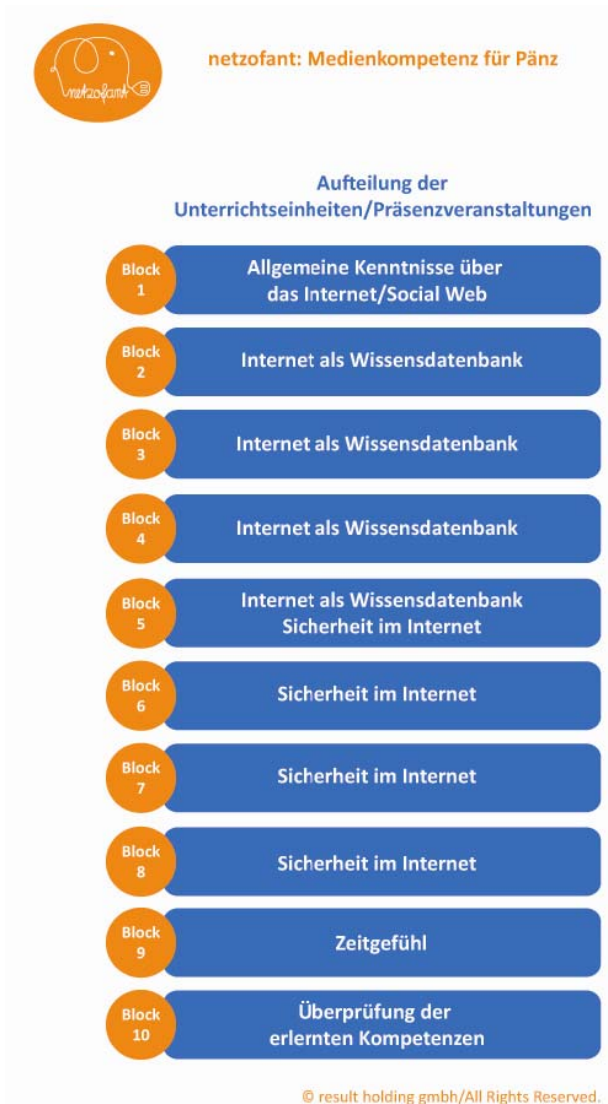 netzofant
netzofant: Medienkompetenz für Pänz
Aufteilung der
Unterrichtseinheiten/Präsenzveranstaltungen
Block
1
Allgemeine Kenntnisse über
das Internet/Social Web
Block
2
Internet als Wissensdatenbank
Block
3
Internet als Wissensdatenbank
Block
4
Internet als Wissensdatenbank
Block
5
Internet als Wissensdatenbank
Sicherheit im Internet
Block
6
Sicherheit im Internet
Block
7
Sicherheit im Internet
Block
8
Sicherheit im Internet
Block
9
Zeitgefühl
Block
10
Überprüfung der
erlernten Kompetenzen
© result holding gmbh/All Rights Reserved.